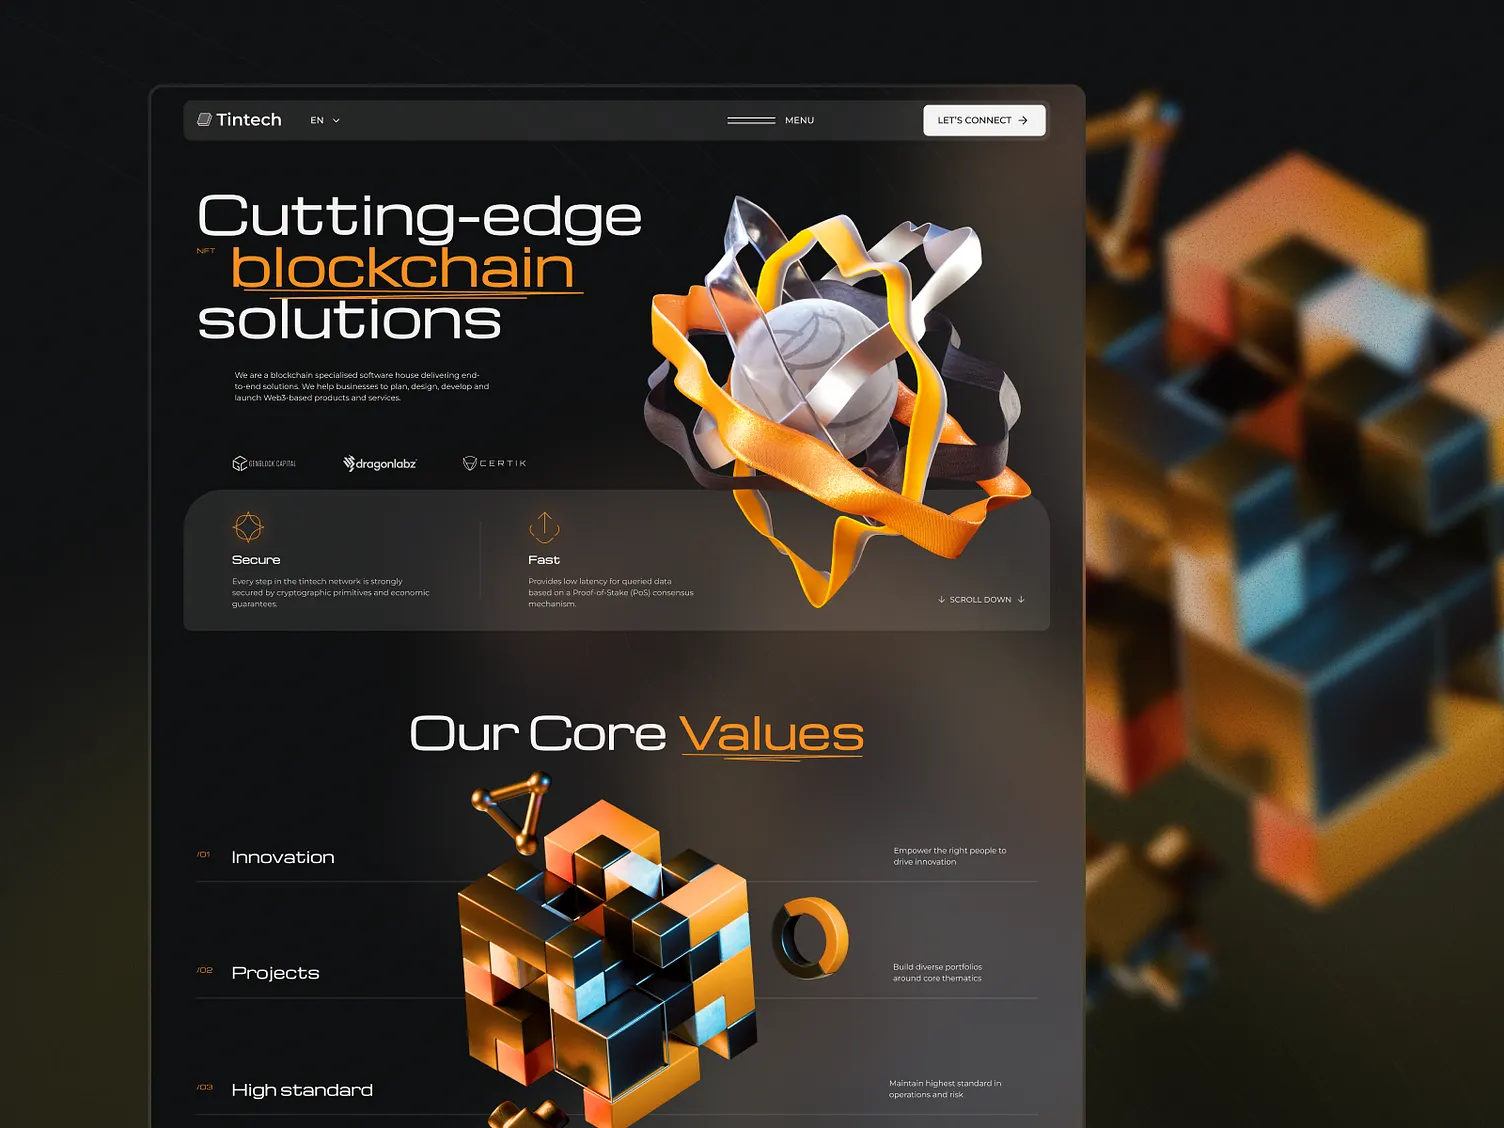 Tintech
EN
MENU
LET'S CONNECT
Cutting-edge
NFT
blockchain
solutions
We are a blockchain specialised software house delivering end-
to-end solutions. We help businesses to plan, design, develop and
launch Web3-based products and services.
GENBLOCK CAPITAL
dragonlabz
CERTIK
Secure
Every step in the tintech network is strongly
secured by cryptographic primitives and economic
guarantees.
Fast
Provides low latency for queried data
based on a Proof-of-Stake (PoS) consensus
mechanism.
SCROLL DOWN
Our Core Values
/01
Innovation
Empower the right people to
drive innovation
/02
Projects
Build diverse portfolios
around core thematics
/03
High standard
Maintain highest standard in
operations and risk